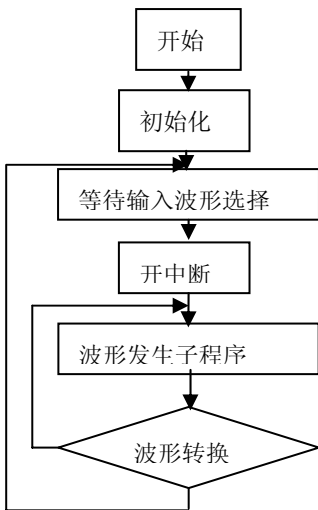 开始
初始化
等待输入波形选择
开中断
波形发生子程序
波形转换